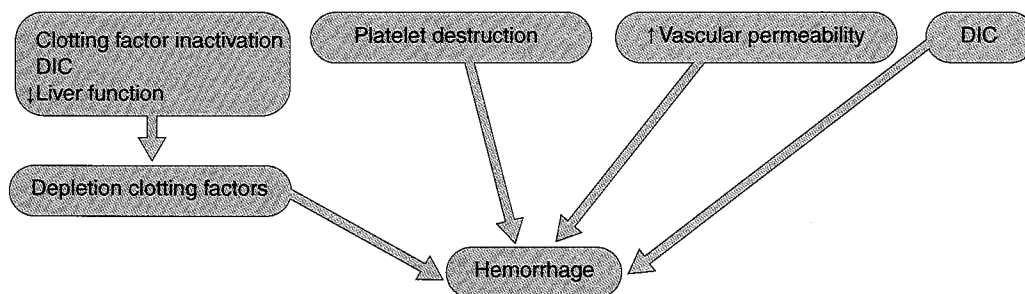 Clotting factor inactivation
DIC
↓Liver function
Platelet destruction
↑Vascular permeability
DIC
Depletion clotting factors
Hemorrhage